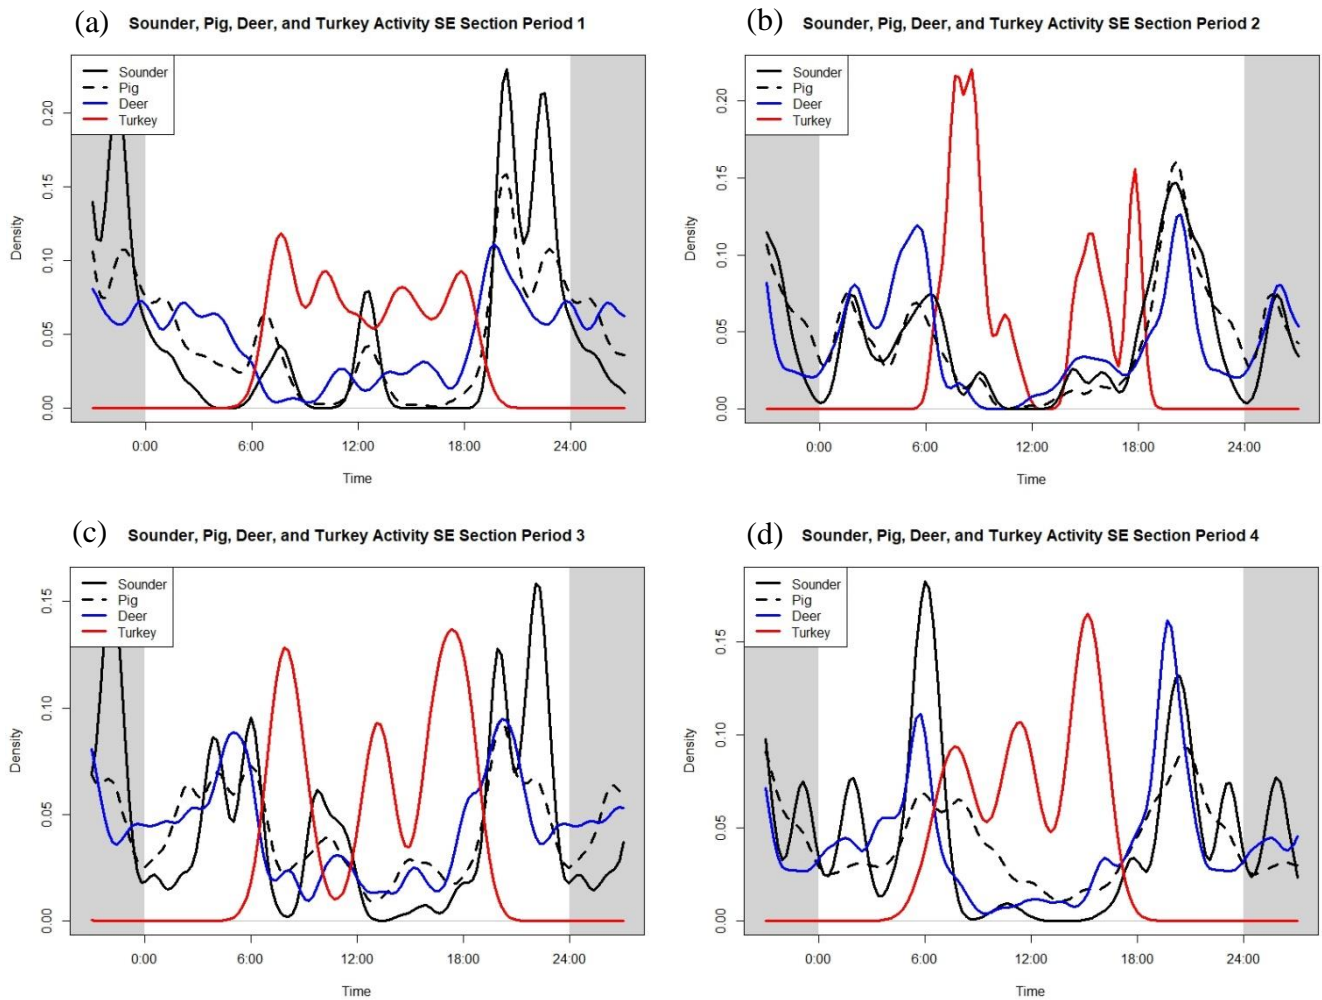 (a) Sounder, Pig, Deer, and Turkey Activity SE Section Period 1
Sounder
Pig
Deer
Turkey
Density
0.00 0.05 0.10 0.15 0.20
0:00 6:00 12:00 18:00 24:00
Time
(b) Sounder, Pig, Deer, and Turkey Activity SE Section Period 2
Sounder
Pig
Deer
Turkey
Density
0.00 0.05 0.10 0.15 0.20
0:00 6:00 12:00 18:00 24:00
Time
(c) Sounder, Pig, Deer, and Turkey Activity SE Section Period 3
Sounder
Pig
Deer
Turkey
Density
0.00 0.05 0.10 0.15
0:00 6:00 12:00 18:00 24:00
Time
(d) Sounder, Pig, Deer, and Turkey Activity SE Section Period 4
Sounder
Pig
Deer
Turkey
Density
0.00 0.05 0.10 0.15
0:00 6:00 12:00 18:00 24:00
Time